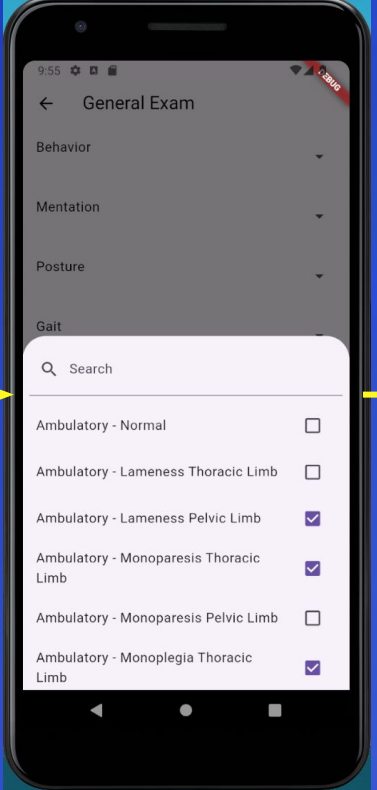 9:55
DEBUG
General Exam
Behavior
Mentation
Posture
Gait
Search
Ambulatory - Normal
Ambulatory - Lameness Thoracic Limb
Ambulatory - Lameness Pelvic Limb
Ambulatory - Monoparesis Thoracic
Limb
Ambulatory - Monoparesis Pelvic Limb
Ambulatory - Monoplegia Thoracic
Limb